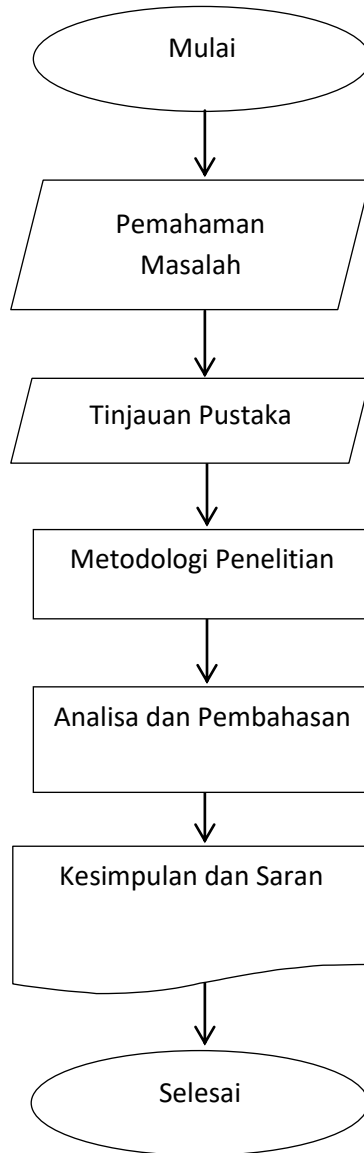 Mulai
Pemahaman
Masalah
Tinjauan Pustaka
Metodologi Penelitian
Analisa dan Pembahasan
Kesimpulan dan Saran
Selesai